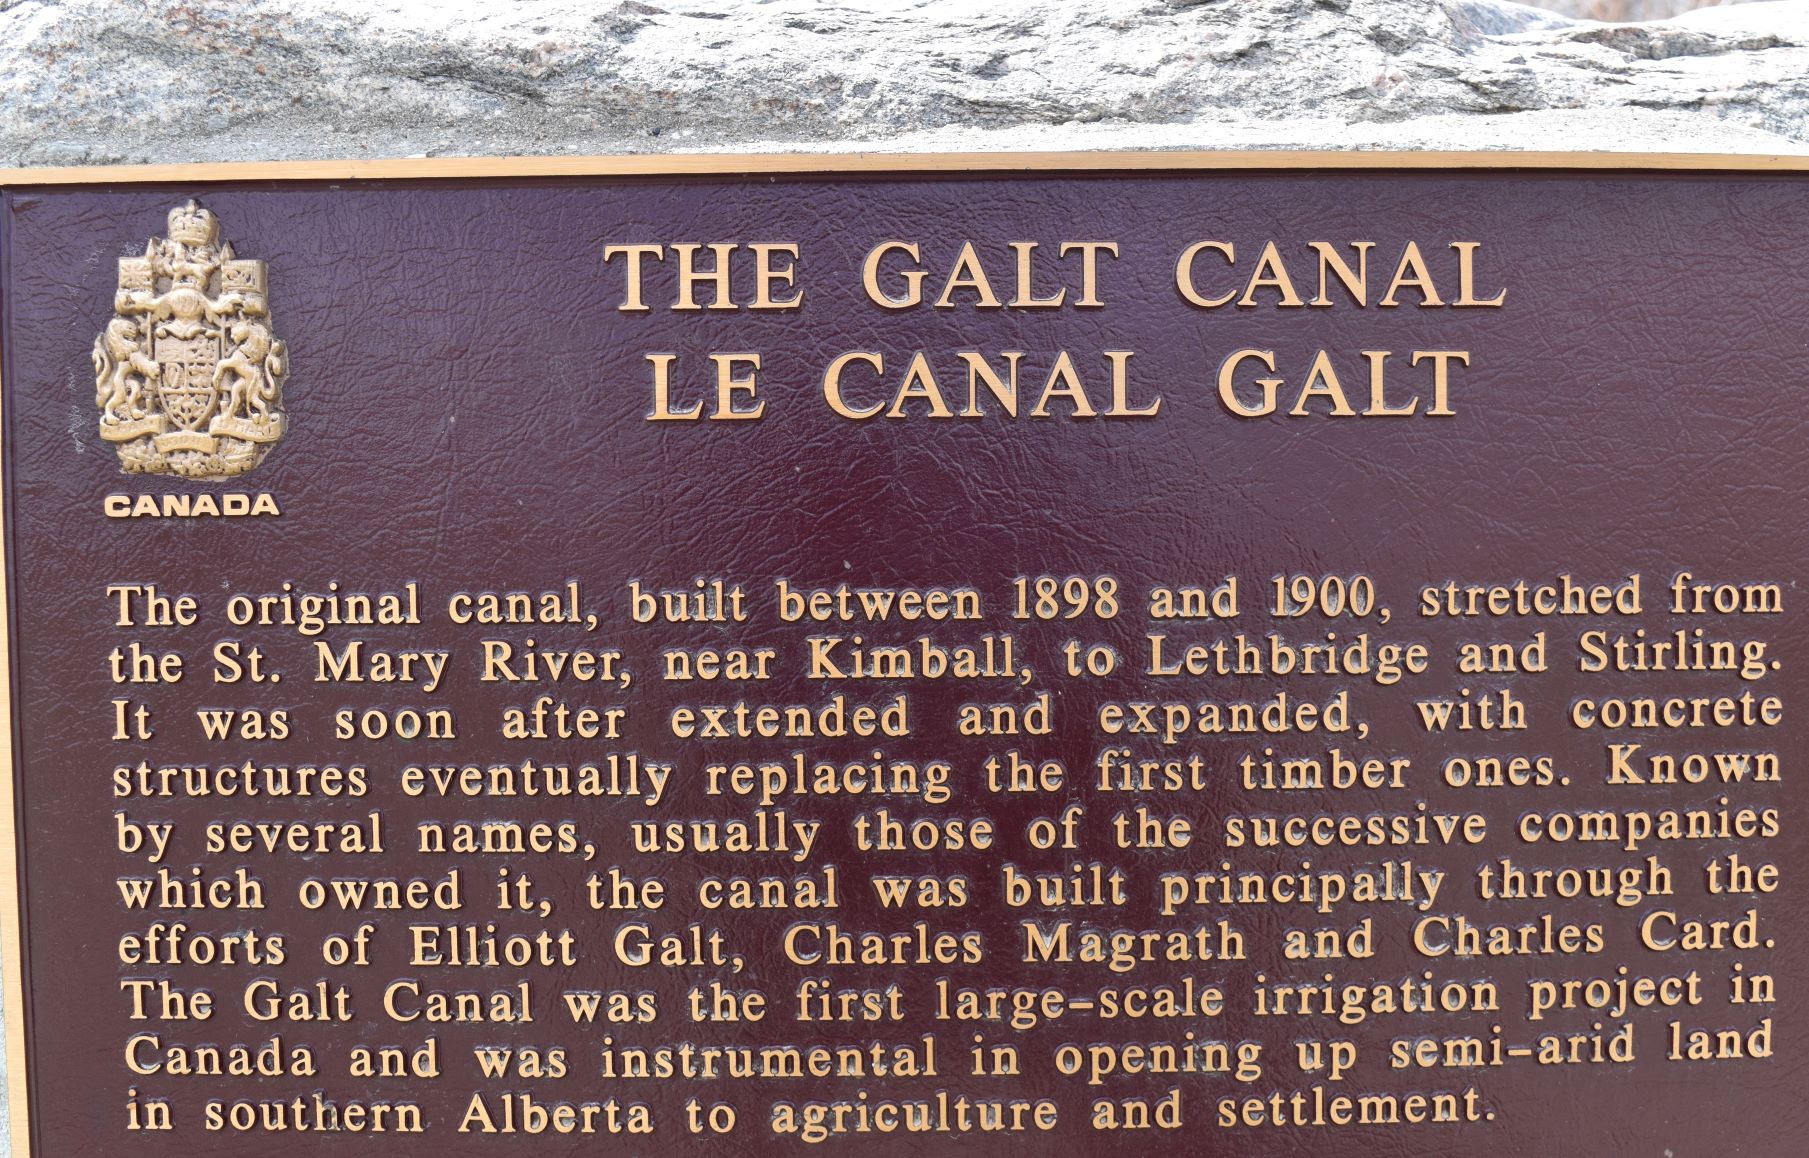 THE GALT CANAL
LE CANAL GALT
CANADA
The original canal, built between 1898 and 1900, stretched from
the St. Mary River, near Kimball, to Lethbridge and Stirling.
It was soon after extended and expanded, with concrete
structures eventually replacing the first timber ones. Known
by several names, usually those of the successive companies
which owned it, the canal was built principally through the
efforts of Elliott Galt, Charles Magrath and Charles Card.
The Galt Canal was the first large-scale irrigation project in
Canada and was instrumental in opening up semi-arid land
in southern Alberta to agriculture and settlement.